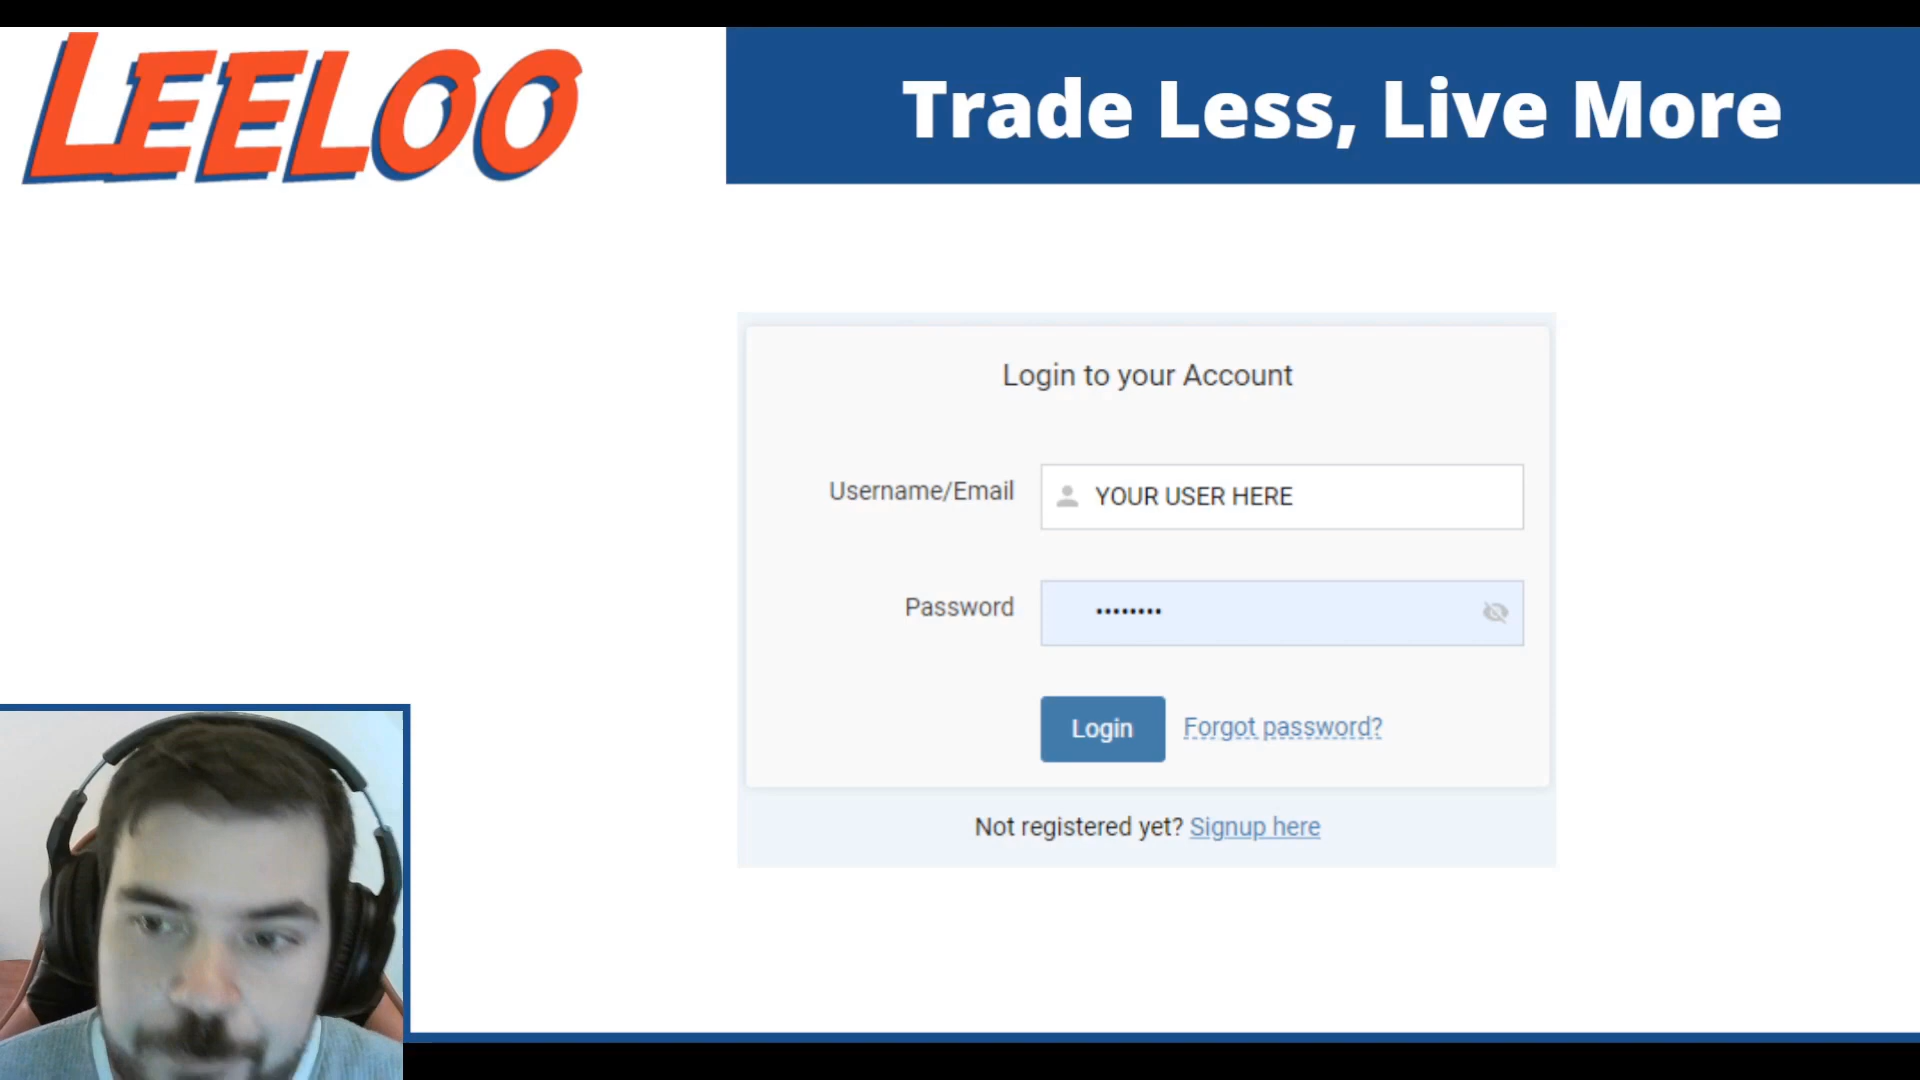 LEELOO
Trade Less, Live More
Login to your Account
Username/Email
YOUR USER HERE
Password
••••••••
Login
Forgot password?
Not registered yet? Signup here